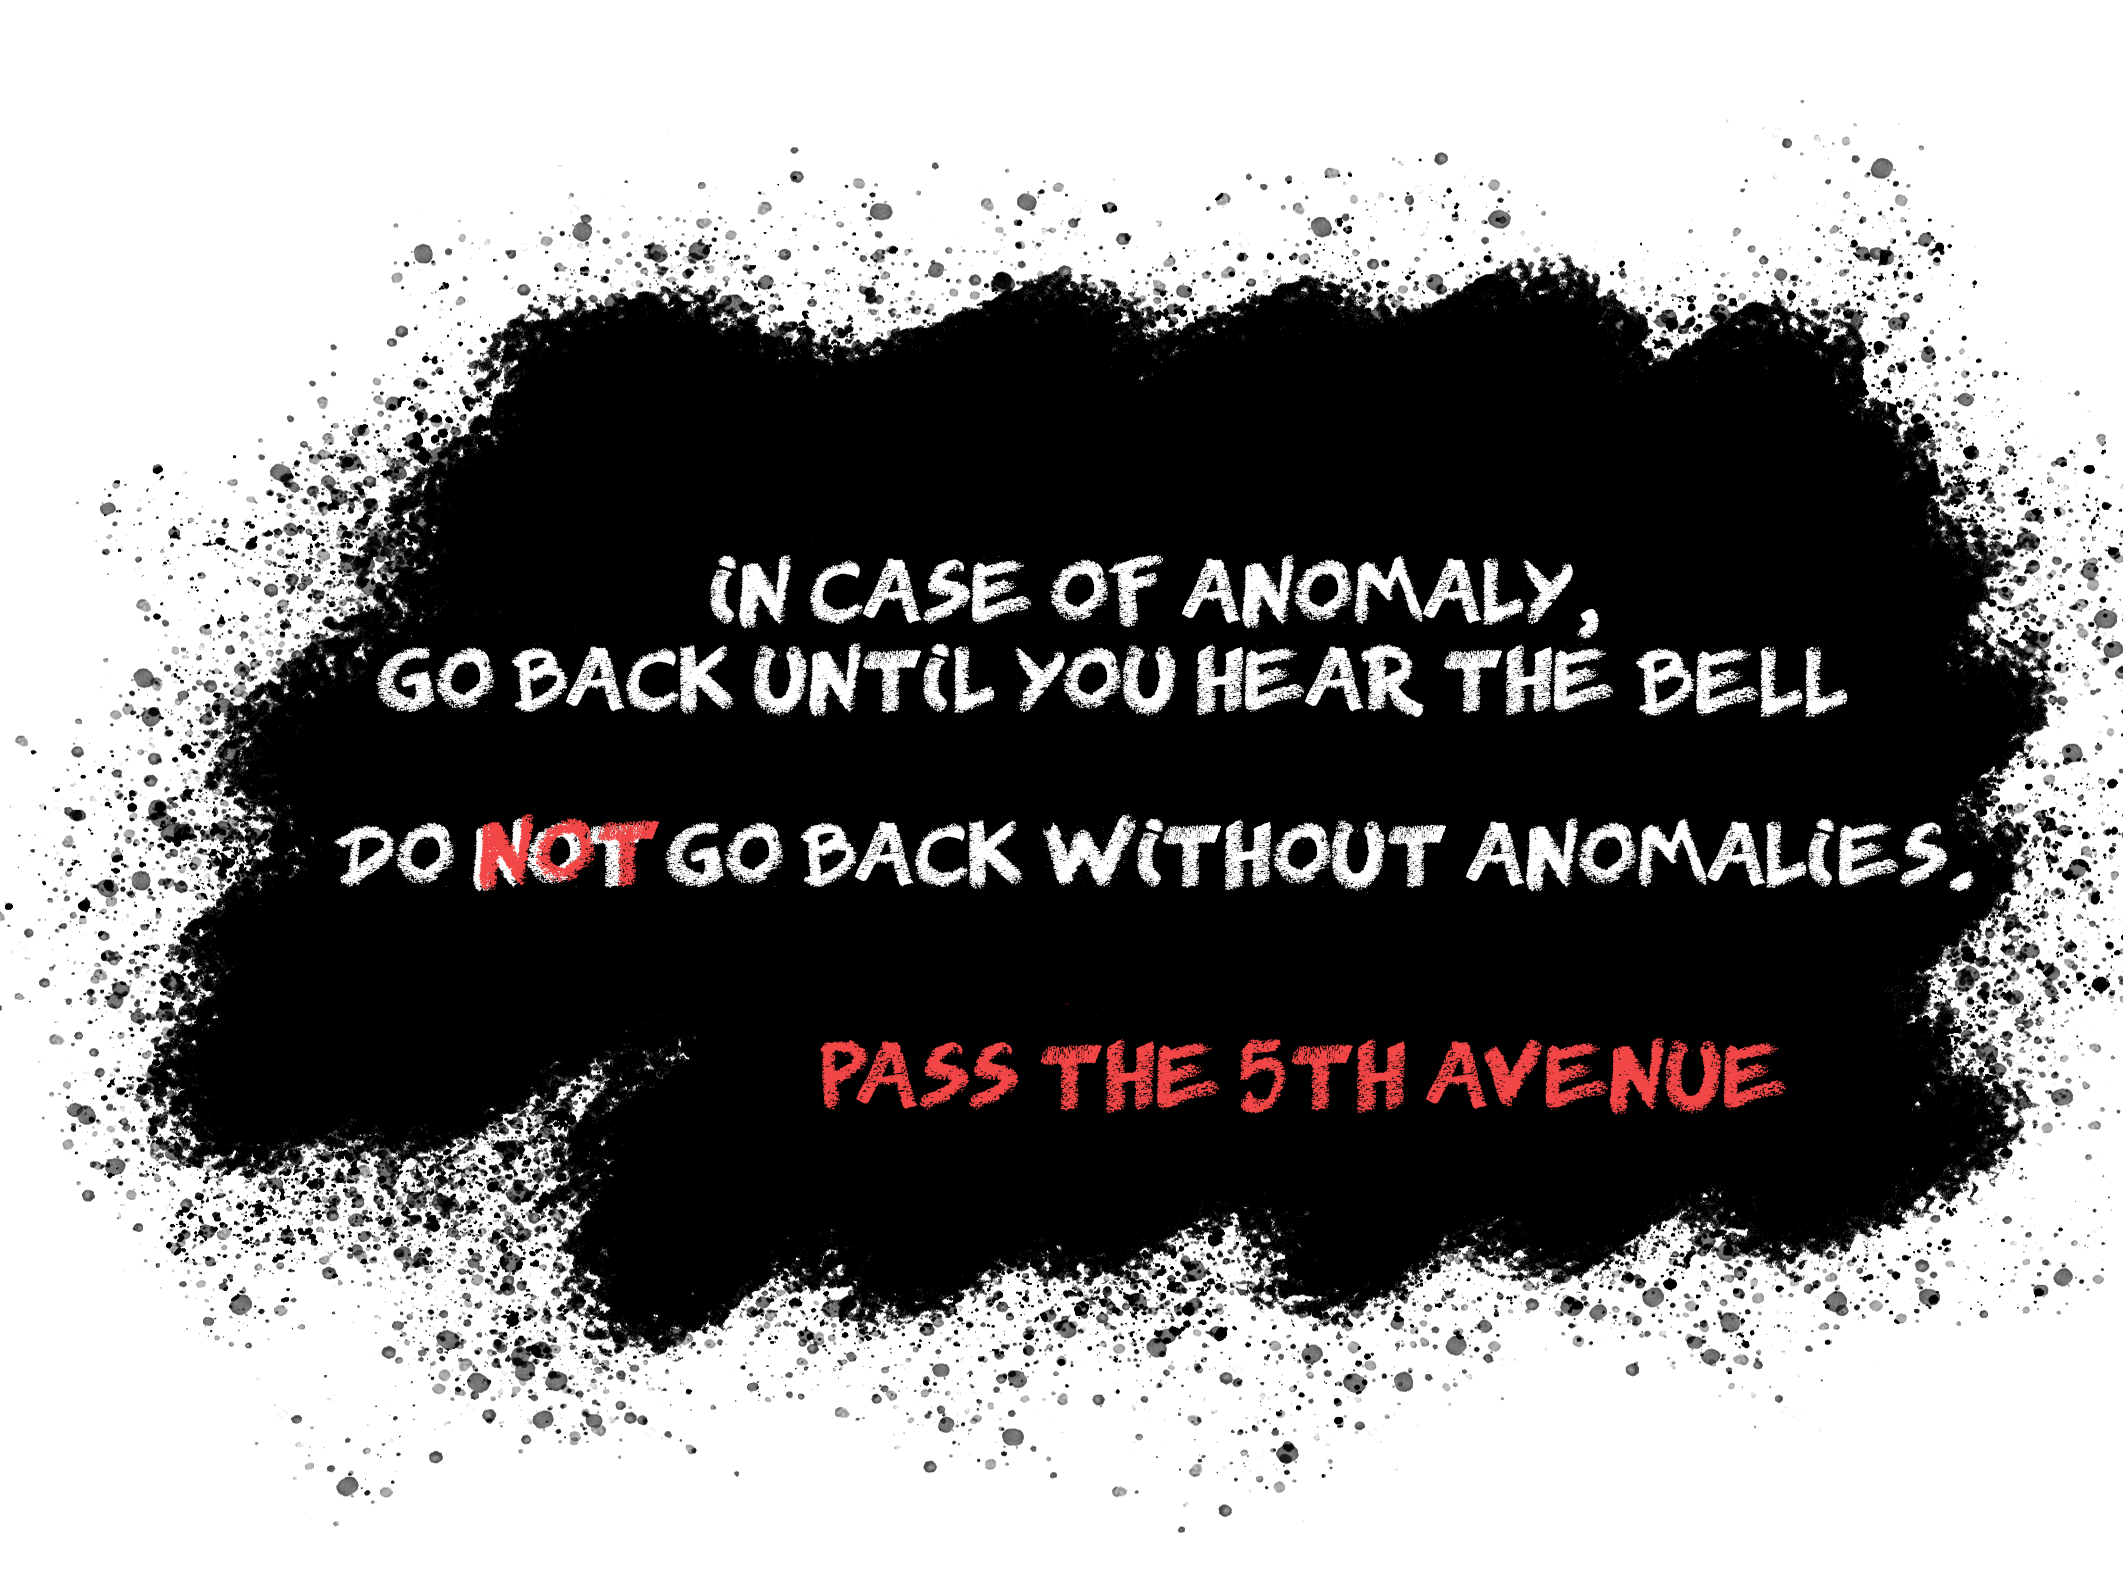 IN CASE OF ANOMALY,
GO BACK UNTIL YOU HEAR THE BELL
DO NOT GO BACK WITHOUT ANOMALIES.
PASS THE 5TH AVENUE